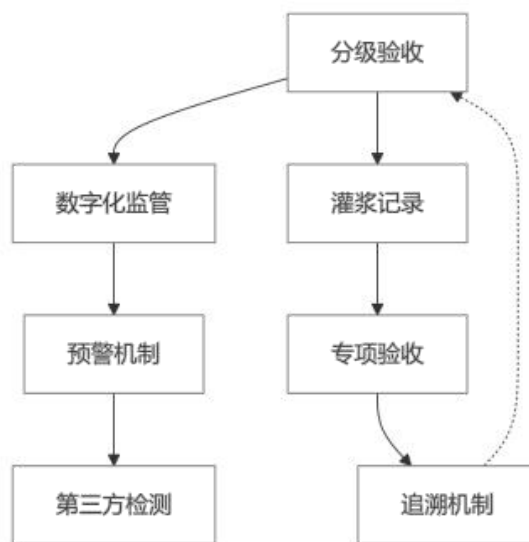 分级验收
数字化监管
灌浆记录
预警机制
专项验收
第三方检测
追溯机制